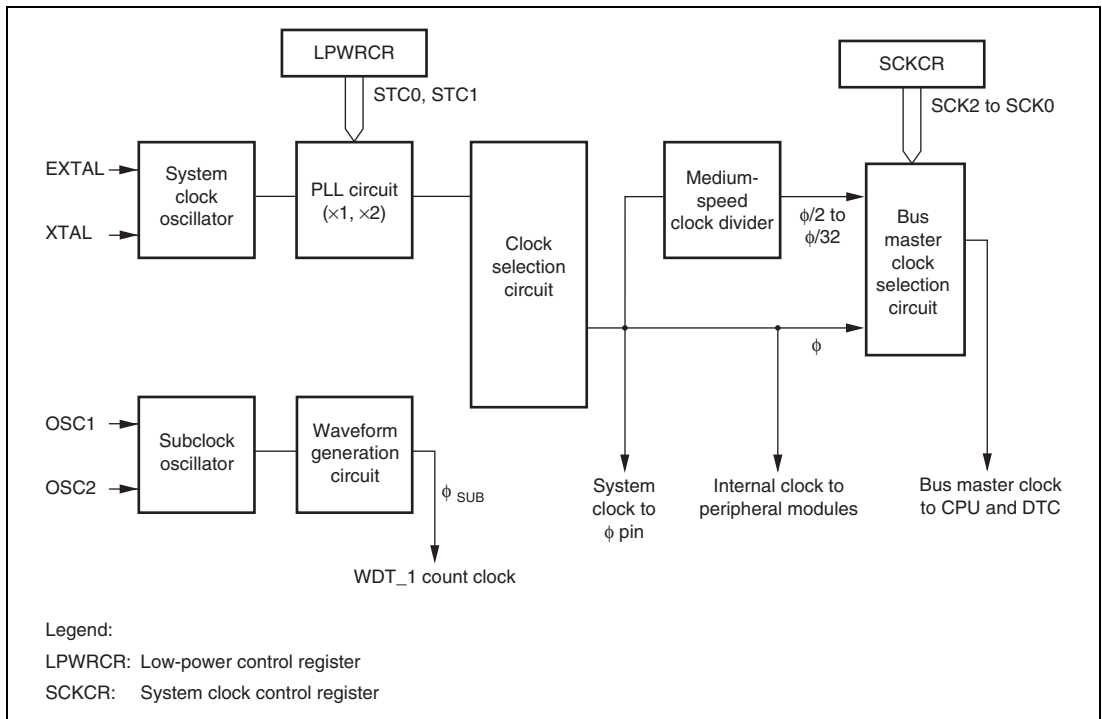 LPWRCR
STC0, STC1
SCKCR
SCK2 to SCK0
EXTAL
XTAL
System
clock
oscillator
PLL circuit
(×1, ×2)
Clock
selection
circuit
Medium-
speed
clock divider
ϕ/2 to
ϕ/32
Bus
master
clock
selection
circuit
ϕ
OSC1
OSC2
Subclock
oscillator
Waveform
generation
circuit
ϕ SUB
WDT_1 count clock
System
clock to
ϕ pin
Internal clock to
peripheral modules
Bus master clock
to CPU and DTC
Legend:
LPWRCR: Low-power control register
SCKCR: System clock control register